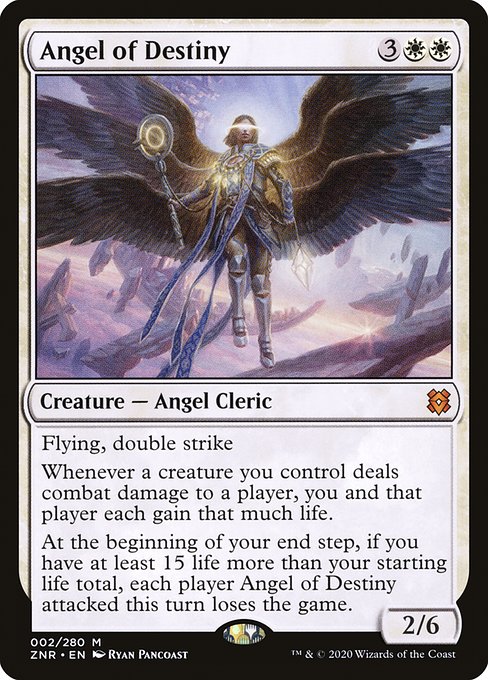 Angel of Destiny 3
Creature — Angel Cleric
Flying, double strike
Whenever a creature you control deals
combat damage to a player, you and that
player each gain that much life.
At the beginning of your end step, if you
have at least 15 life more than your starting
life total, each player Angel of Destiny
attacked this turn loses the game.
2/6
002/280 M
ZNR • EN Ryan Pancoast
™ & © 2020 Wizards of the Coast